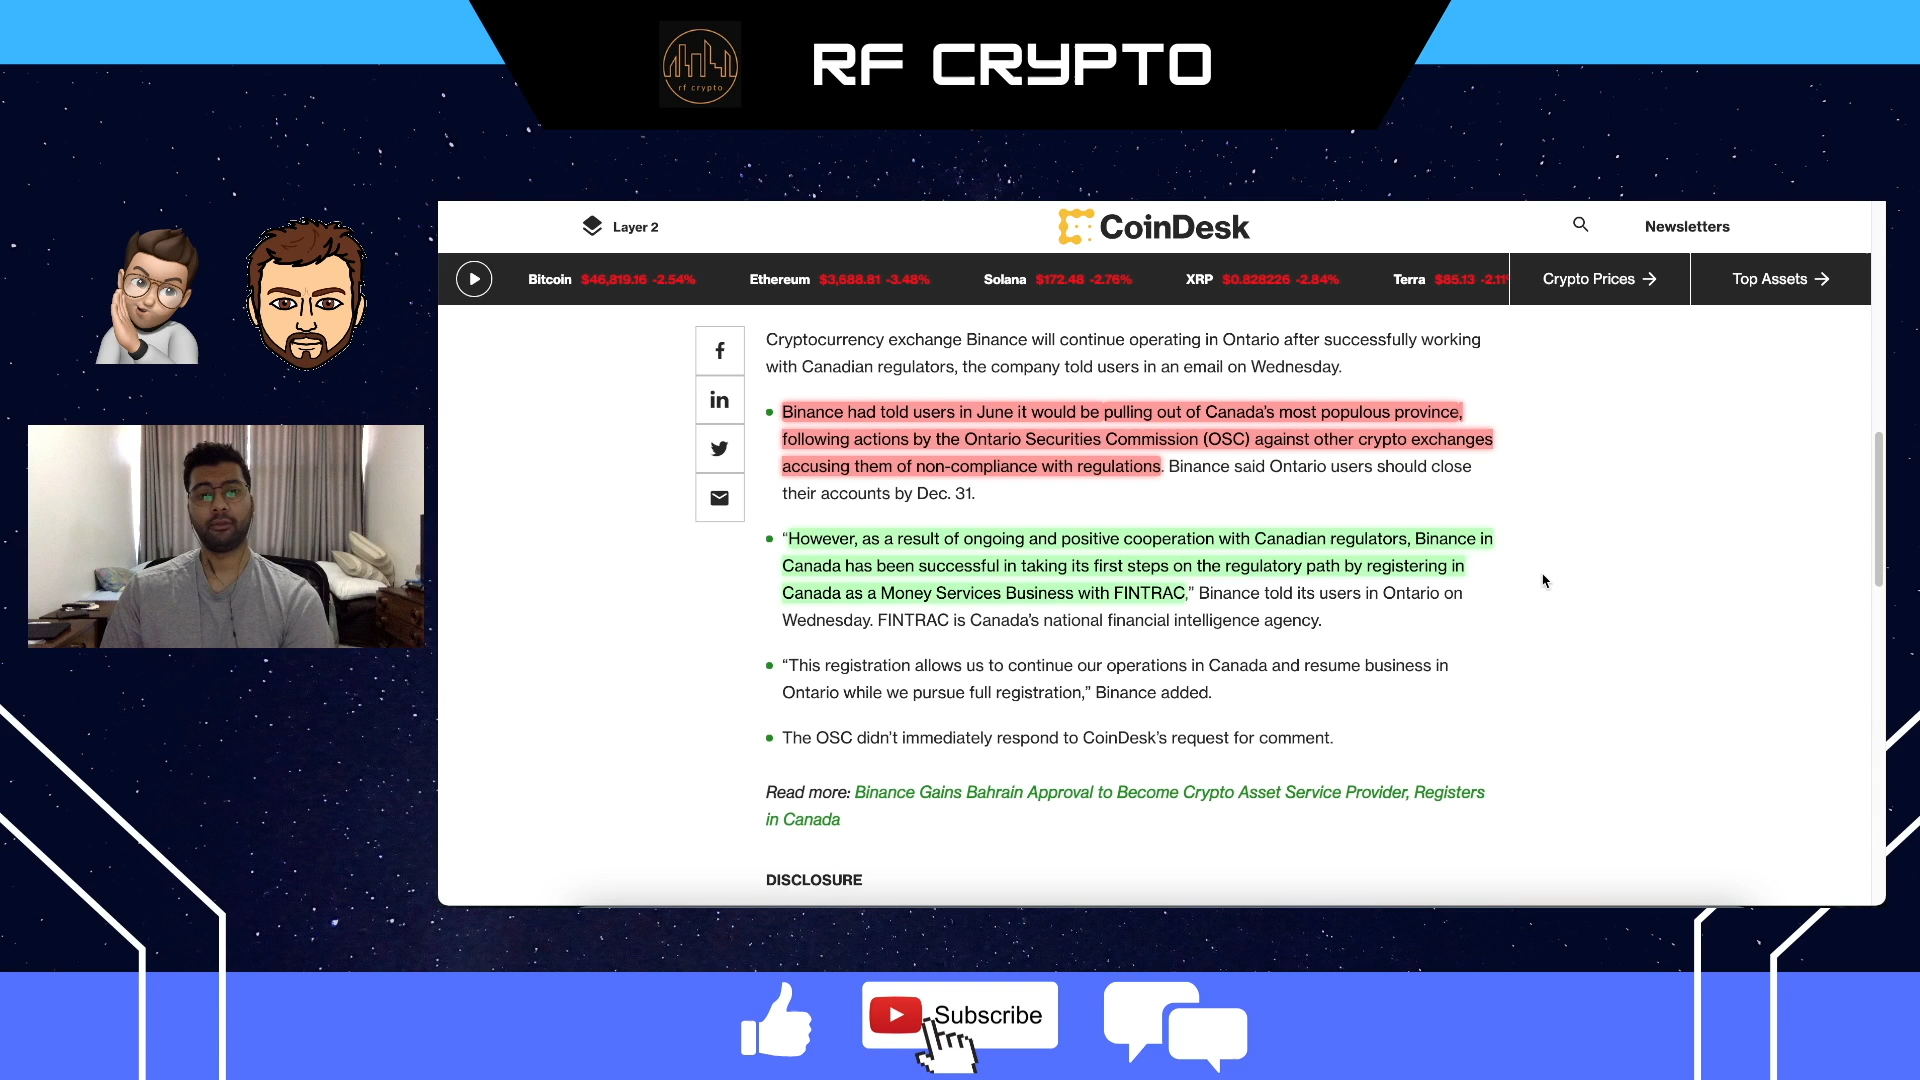 rf crypto
RF CRYPTO
Layer 2
CoinDesk
Newsletters
Bitcoin $46,819.16 -2.54% Ethereum $3,688.81 -3.48% Solana $172.48 -2.76% XRP $0.828226 -2.84% Terra $85.13 -2.11%
Crypto Prices →
Top Assets →
Cryptocurrency exchange Binance will continue operating in Ontario after successfully working
with Canadian regulators, the company told users in an email on Wednesday.
Binance had told users in June it would be pulling out of Canada's most populous province,
following actions by the Ontario Securities Commission (OSC) against other crypto exchanges
accusing them of non-compliance with regulations. Binance said Ontario users should close
their accounts by Dec. 31.
“However, as a result of ongoing and positive cooperation with Canadian regulators, Binance in
Canada has been successful in taking its first steps on the regulatory path by registering in
Canada as a Money Services Business with FINTRAC,” Binance told its users in Ontario on
Wednesday. FINTRAC is Canada’s national financial intelligence agency.
“This registration allows us to continue our operations in Canada and resume business in
Ontario while we pursue full registration,” Binance added.
The OSC didn’t immediately respond to CoinDesk’s request for comment.
Read more: Binance Gains Bahrain Approval to Become Crypto Asset Service Provider, Registers
in Canada
DISCLOSURE
Subscribe